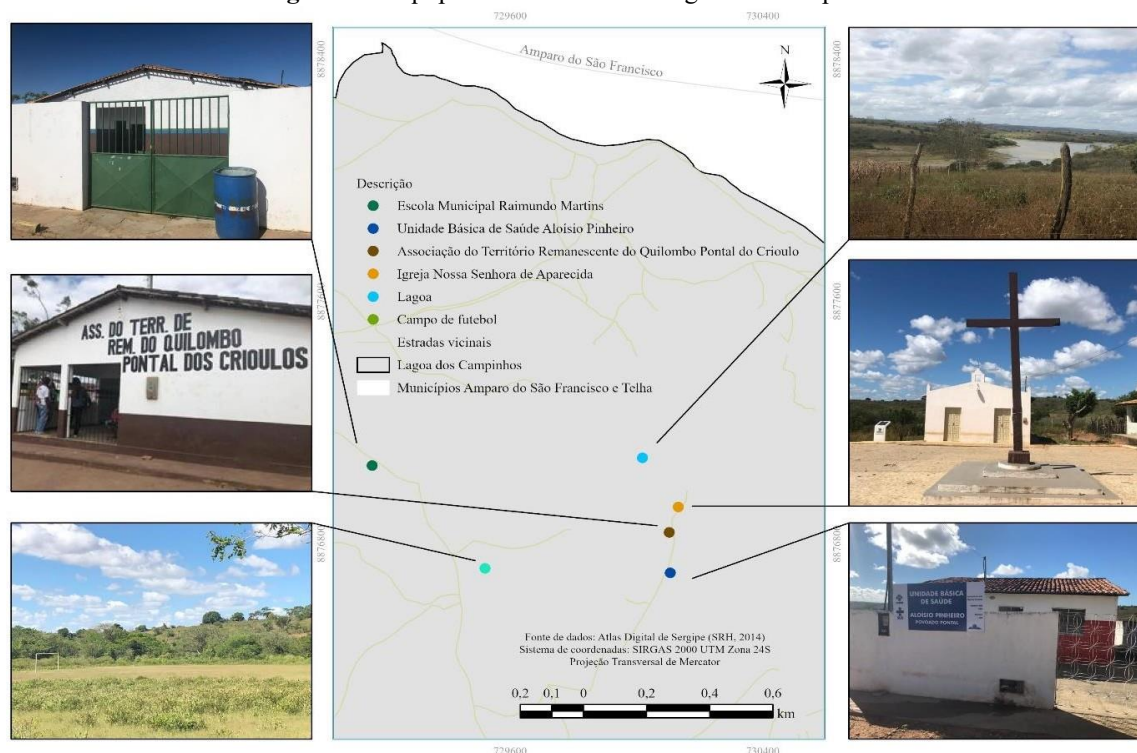 729600
730400
8878400
8878400
Amparo do São Francisco
N
Descrição
Escola Municipal Raimundo Martins
Unidade Básica de Saúde Aloísio Pinheiro
Associação do Território Remanescente do Quilombo Pontal do Crioulo
Igreja Nossa Senhora de Aparecida
Lagoa
Campo de futebol
Estradas vicinais
Lagoa dos Campinhos
Municípios Amparo do São Francisco e Telha
8877600
8877600
ASS. DO TERR. DE
REM. DO QUILOMBO
PONTAL DOS CRIOULOS
8876800
8876800
UNIDADE BÁSICA
DE SAÚDE
ALOÍSIO PINHEIRO
POVOADO PONTAL
Fonte de dados: Atlas Digital de Sergipe (SRH, 2014)
Sistema de coordenadas: SIRGAS 2000 UTM Zona 24S
Projeção Transversal de Mercator
0,2 0,1 0 0,2 0,4 0,6
km
729600
730400